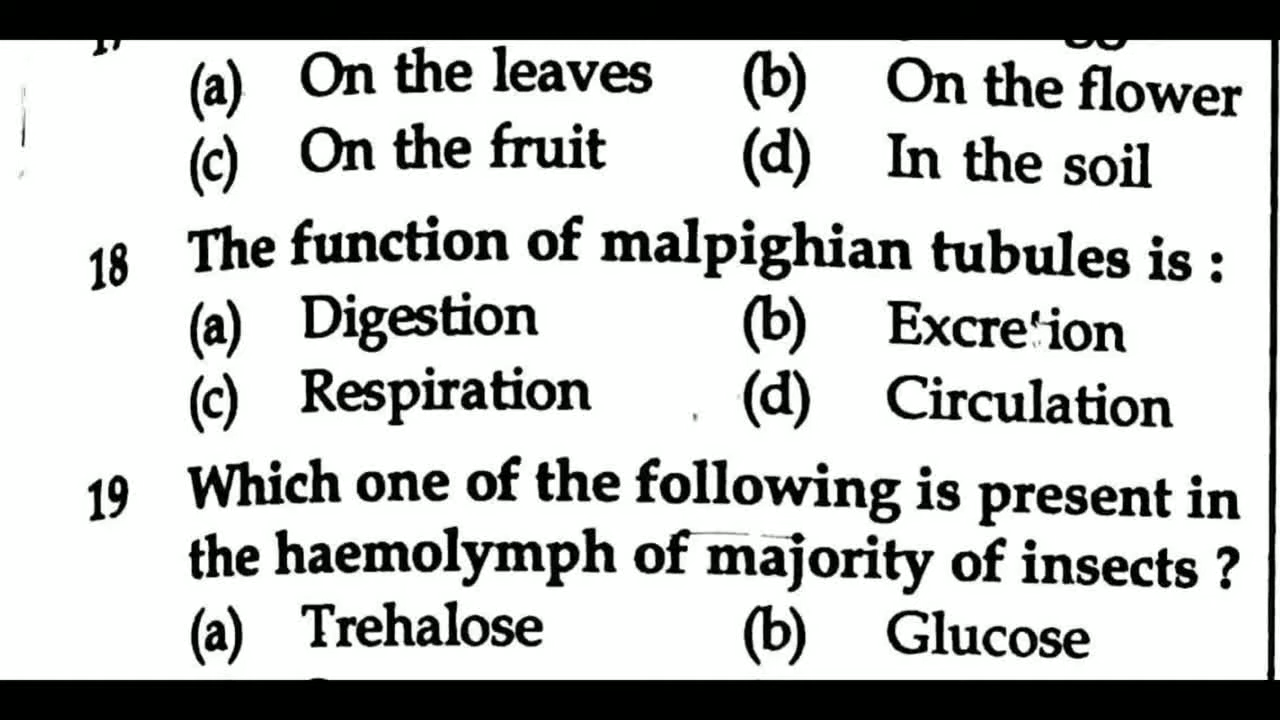 (a) On the leaves (b) On the flower
(c) On the fruit (d) In the soil
18 The function of malpighian tubules is :
(a) Digestion (b) Excretion
(c) Respiration (d) Circulation
19 Which one of the following is present in
the haemolymph of majority of insects ?
(a) Trehalose (b) Glucose